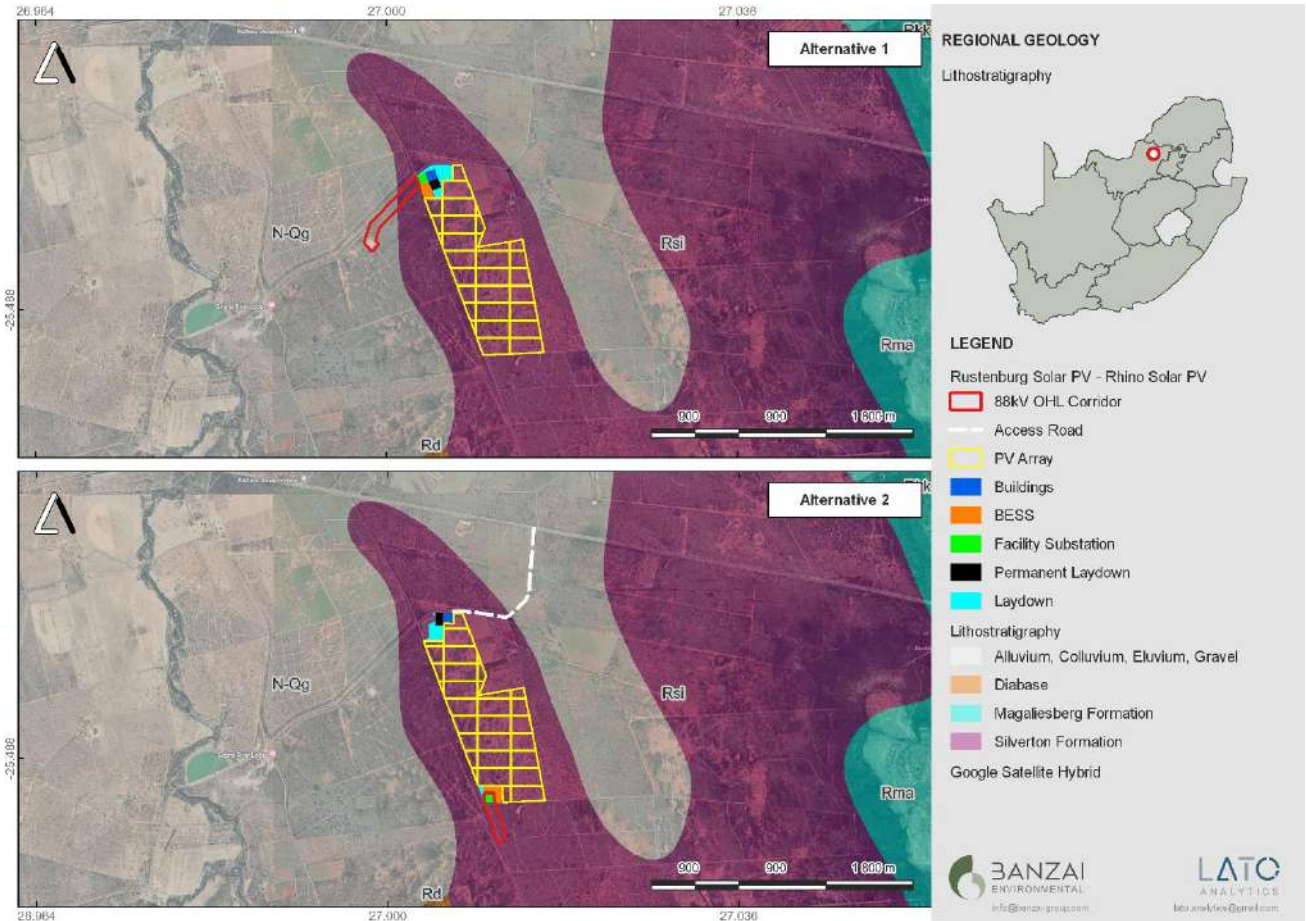 26.964
27.000
27.036
Alternative 1
N-Qg
Rsi
Rma
Rd
-25.488
900
900
1 800 m
Alternative 2
N-Qg
Rsi
Rma
Rd
-25.488
900
900
1 800 m
26.964
27.000
27.036
REGIONAL GEOLOGY
Lithostratigraphy
LEGEND
Rustenburg Solar PV - Rhino Solar PV
88kV OHL Corridor
Access Road
PV Array
Buildings
BESS
Facility Substation
Permanent Laydown
Laydown
Lithostratigraphy
Alluvium, Colluvium, Eluvium, Gravel
Diabase
Magaliesberg Formation
Silverton Formation
Google Satellite Hybrid
BANZAI
ENVIRONMENTAL
info@banzai-group.com
LATO
ANALYTICS
lato.analytics@gmail.com